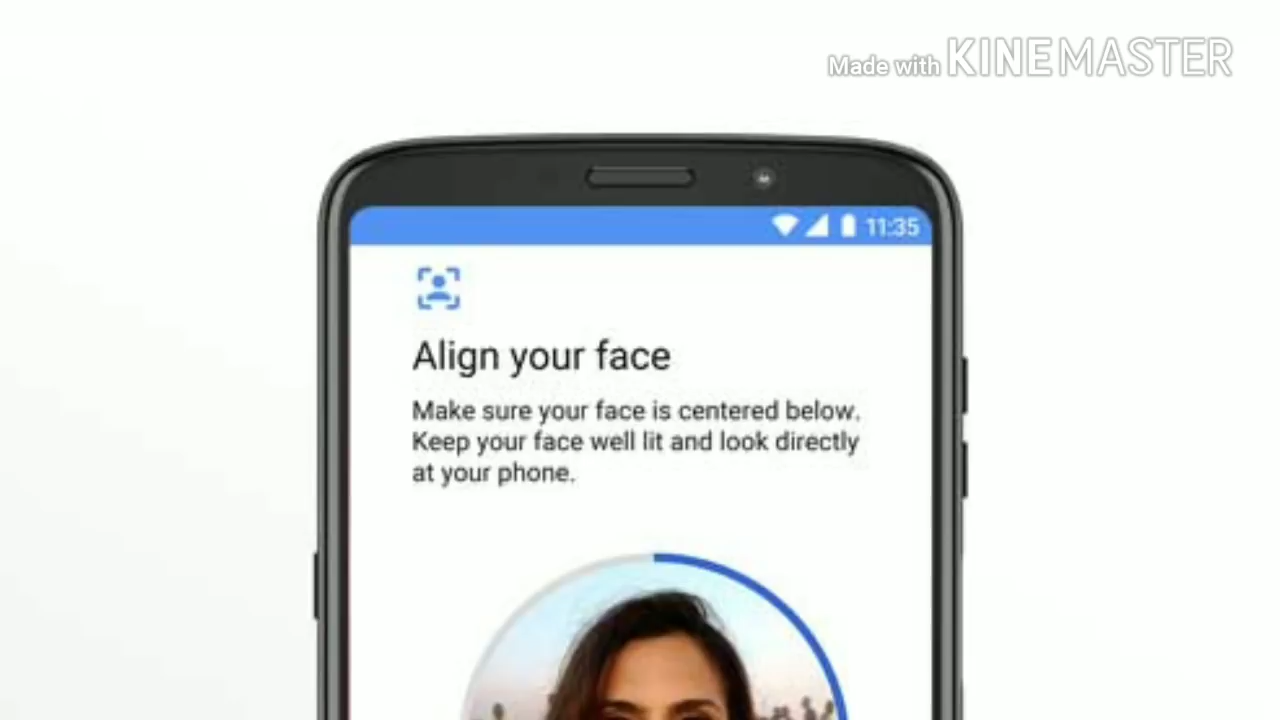 Made with KINEMASTER
11:35
Align your face
Make sure your face is centered below.
Keep your face well lit and look directly
at your phone.